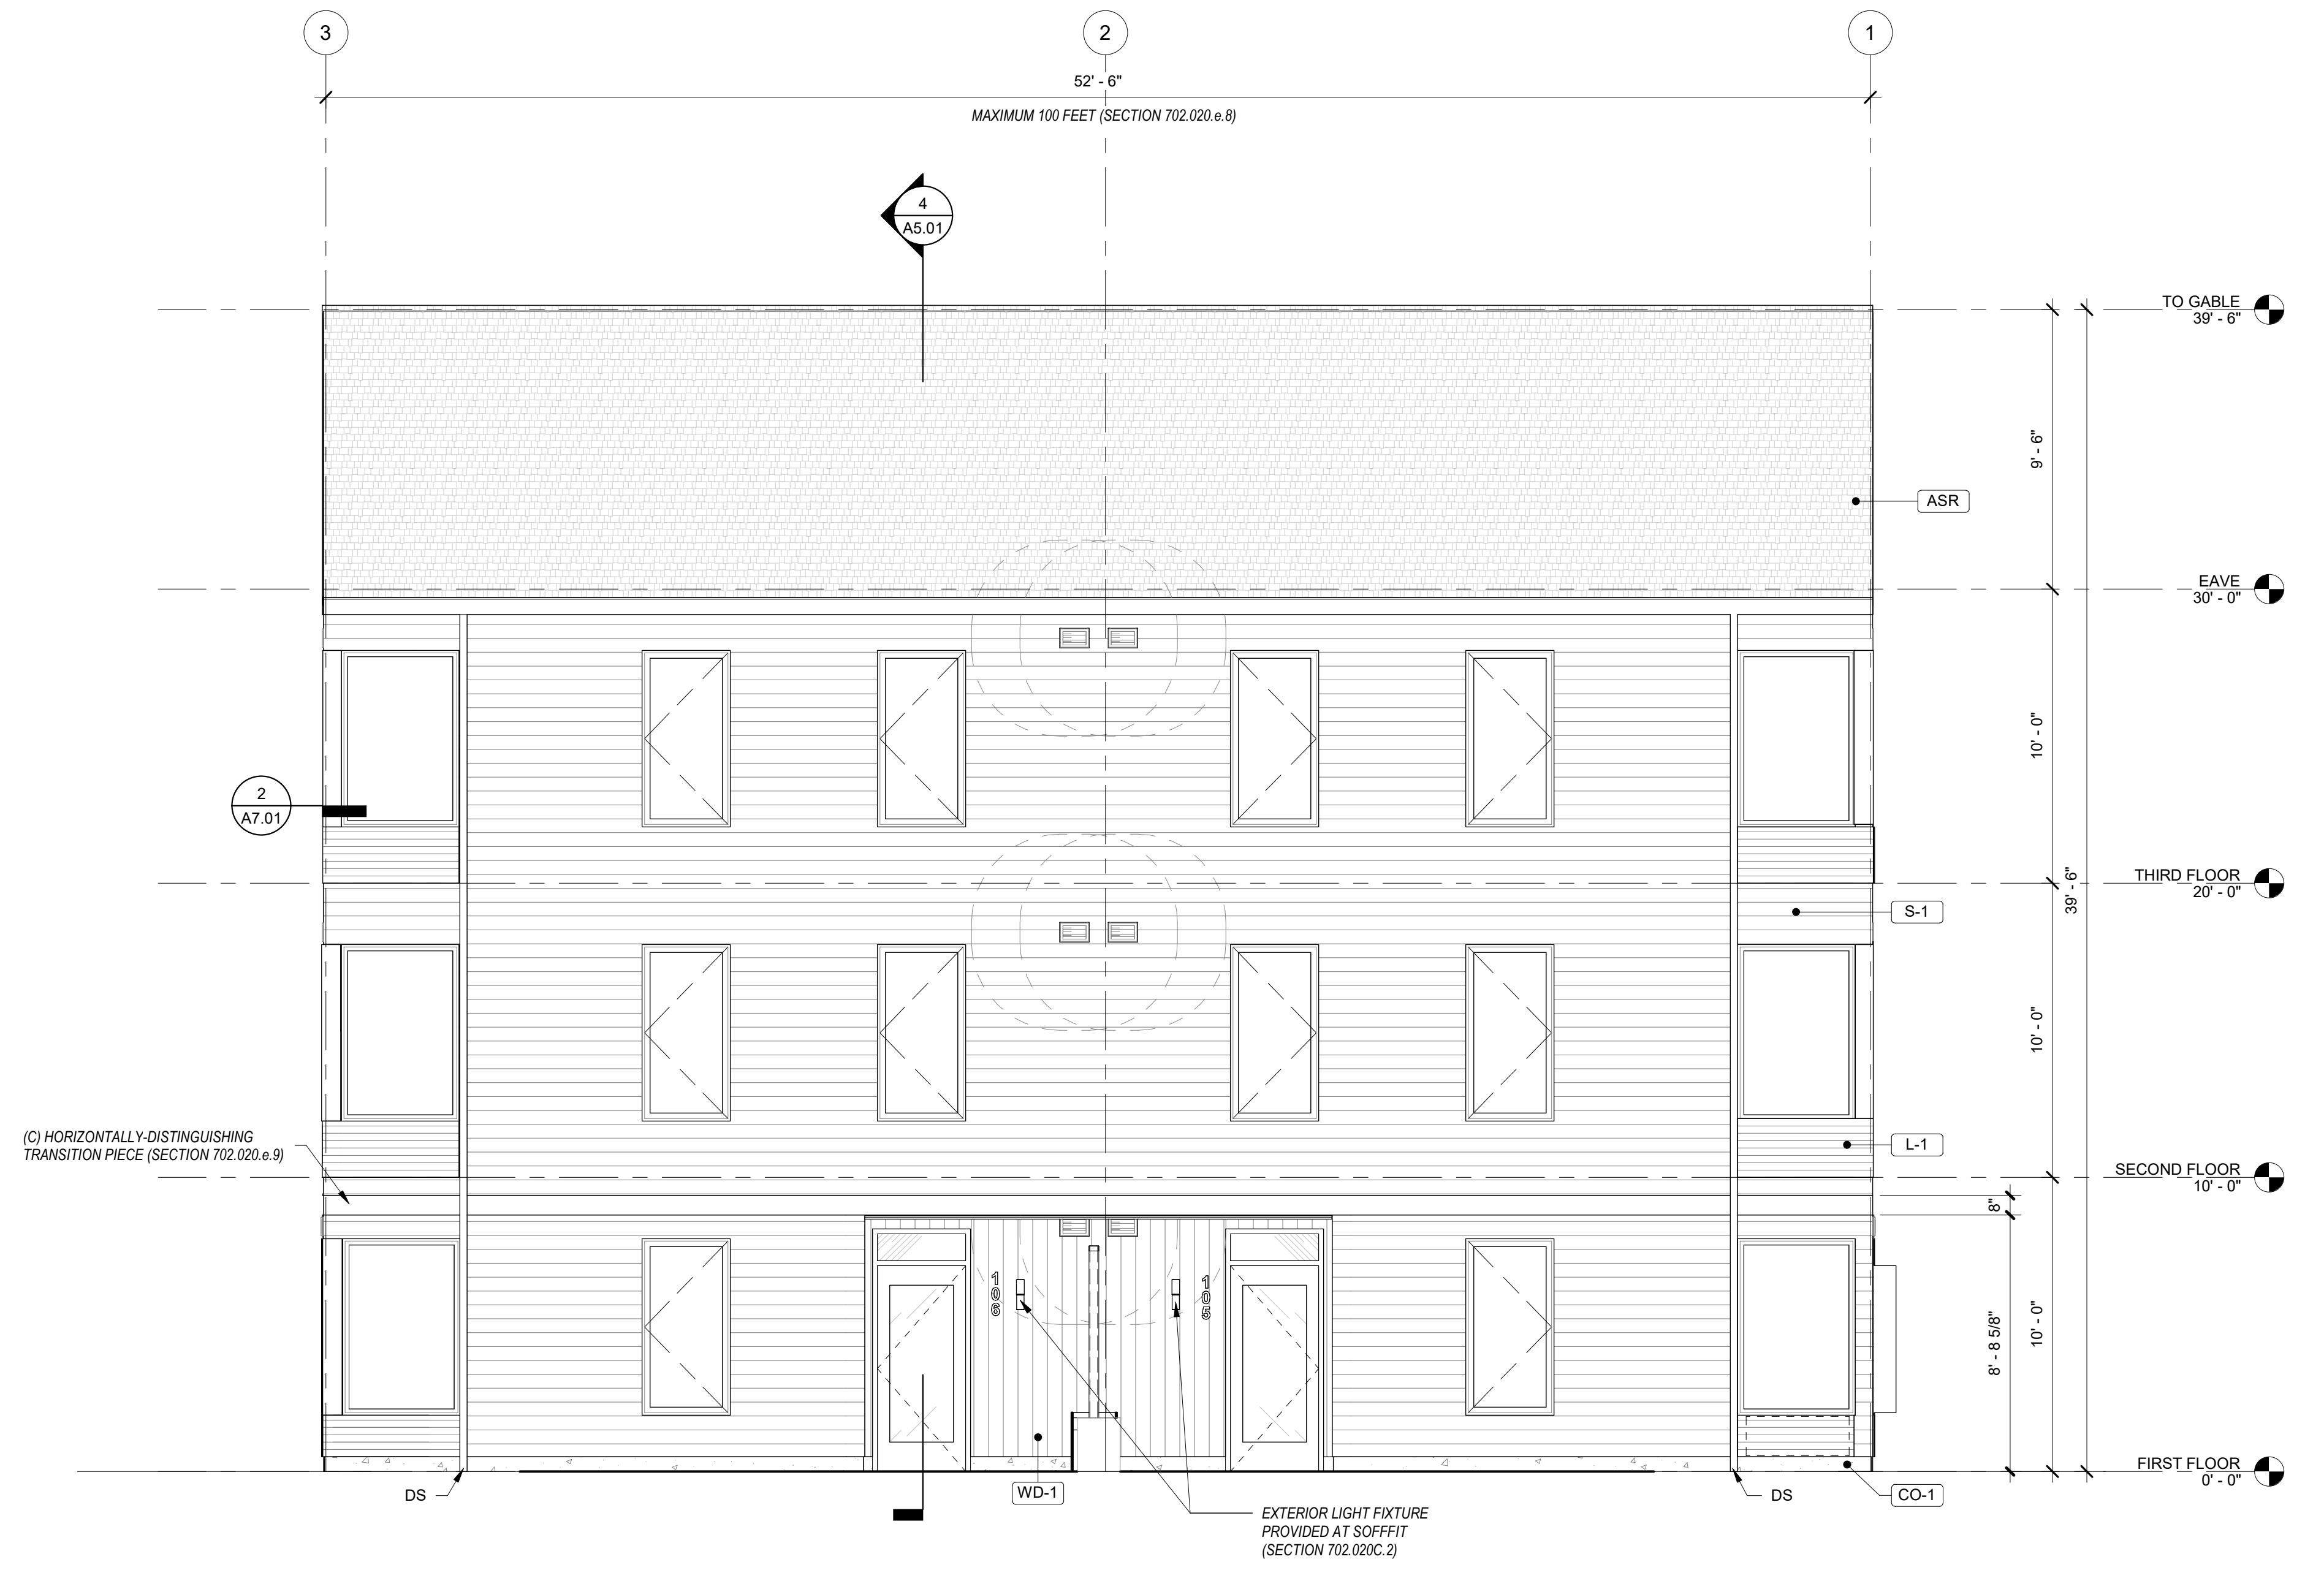 3
2
1
52' - 6"
MAXIMUM 100 FEET (SECTION 702.020.e.8)
4
A5.01
TO GABLE
39' - 6"
9' - 6"
ASR
EAVE
30' - 0"
10' - 0"
2
A7.01
THIRD FLOOR
20' - 0"
39' - 6"
S-1
10' - 0"
(C) HORIZONTALLY-DISTINGUISHING
TRANSITION PIECE (SECTION 702.020.e.9)
L-1
SECOND FLOOR
10' - 0"
8"
106
105
8' - 8 5/8"
10' - 0"
FIRST FLOOR
0' - 0"
DS
WD-1
DS
CO-1
EXTERIOR LIGHT FIXTURE
PROVIDED AT SOFFFIT
(SECTION 702.020C.2)